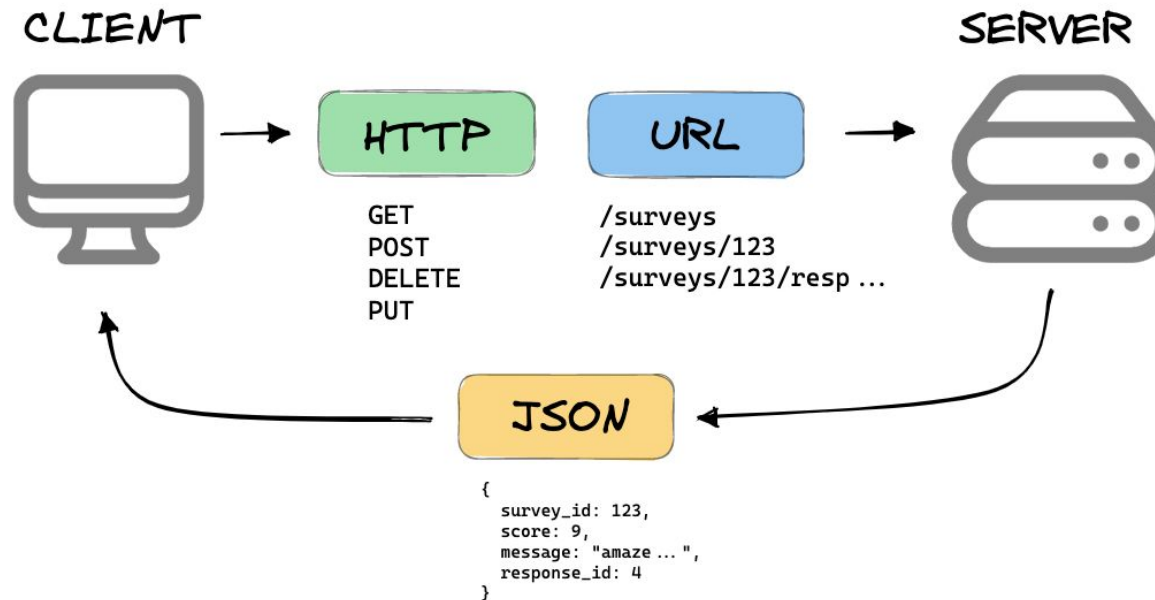 CLIENT
SERVER
HTTP
URL
GET
POST
DELETE
PUT
/surveys
/surveys/123
/surveys/123/resp ...
JSON
{
survey_id: 123,
score: 9,
message: "amaze ... ",
response_id: 4
}